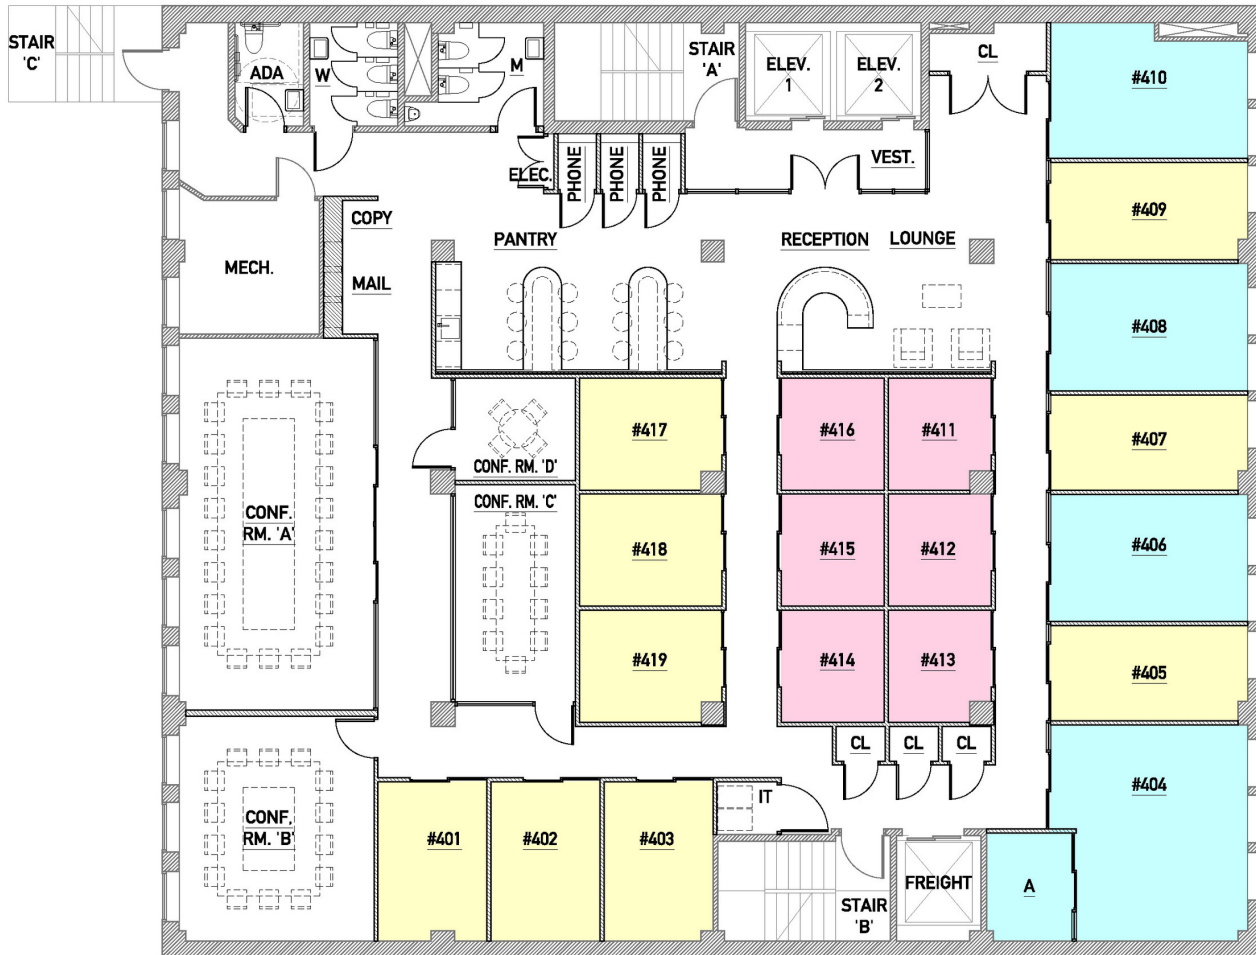 STAIR
'C'
ADA
W
M
STAIR
'A'
ELEV.
1
ELEV.
2
CL
#410
ELEC.
PHONE
PHONE
PHONE
VEST.
#409
COPY
PANTRY
RECEPTION
LOUNGE
MECH.
MAIL
#408
#417
#416
#411
#407
CONF. RM. 'D'
CONF. RM. 'C'
CONF.
RM. 'A'
#418
#415
#412
#406
#419
#414
#413
#405
CL
CL
CL
#404
IT
CONF.
RM. 'B'
#401
#402
#403
STAIR
'B'
FREIGHT
A